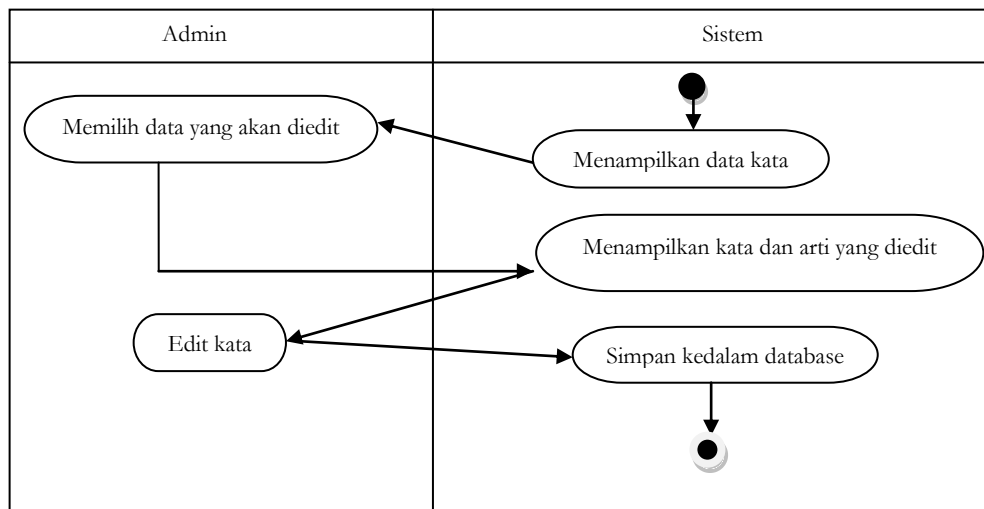 Admin
Sistem
Memilih data yang akan diedit
Menampilkan data kata
Menampilkan kata dan arti yang diedit
Edit kata
Simpan kedalam database